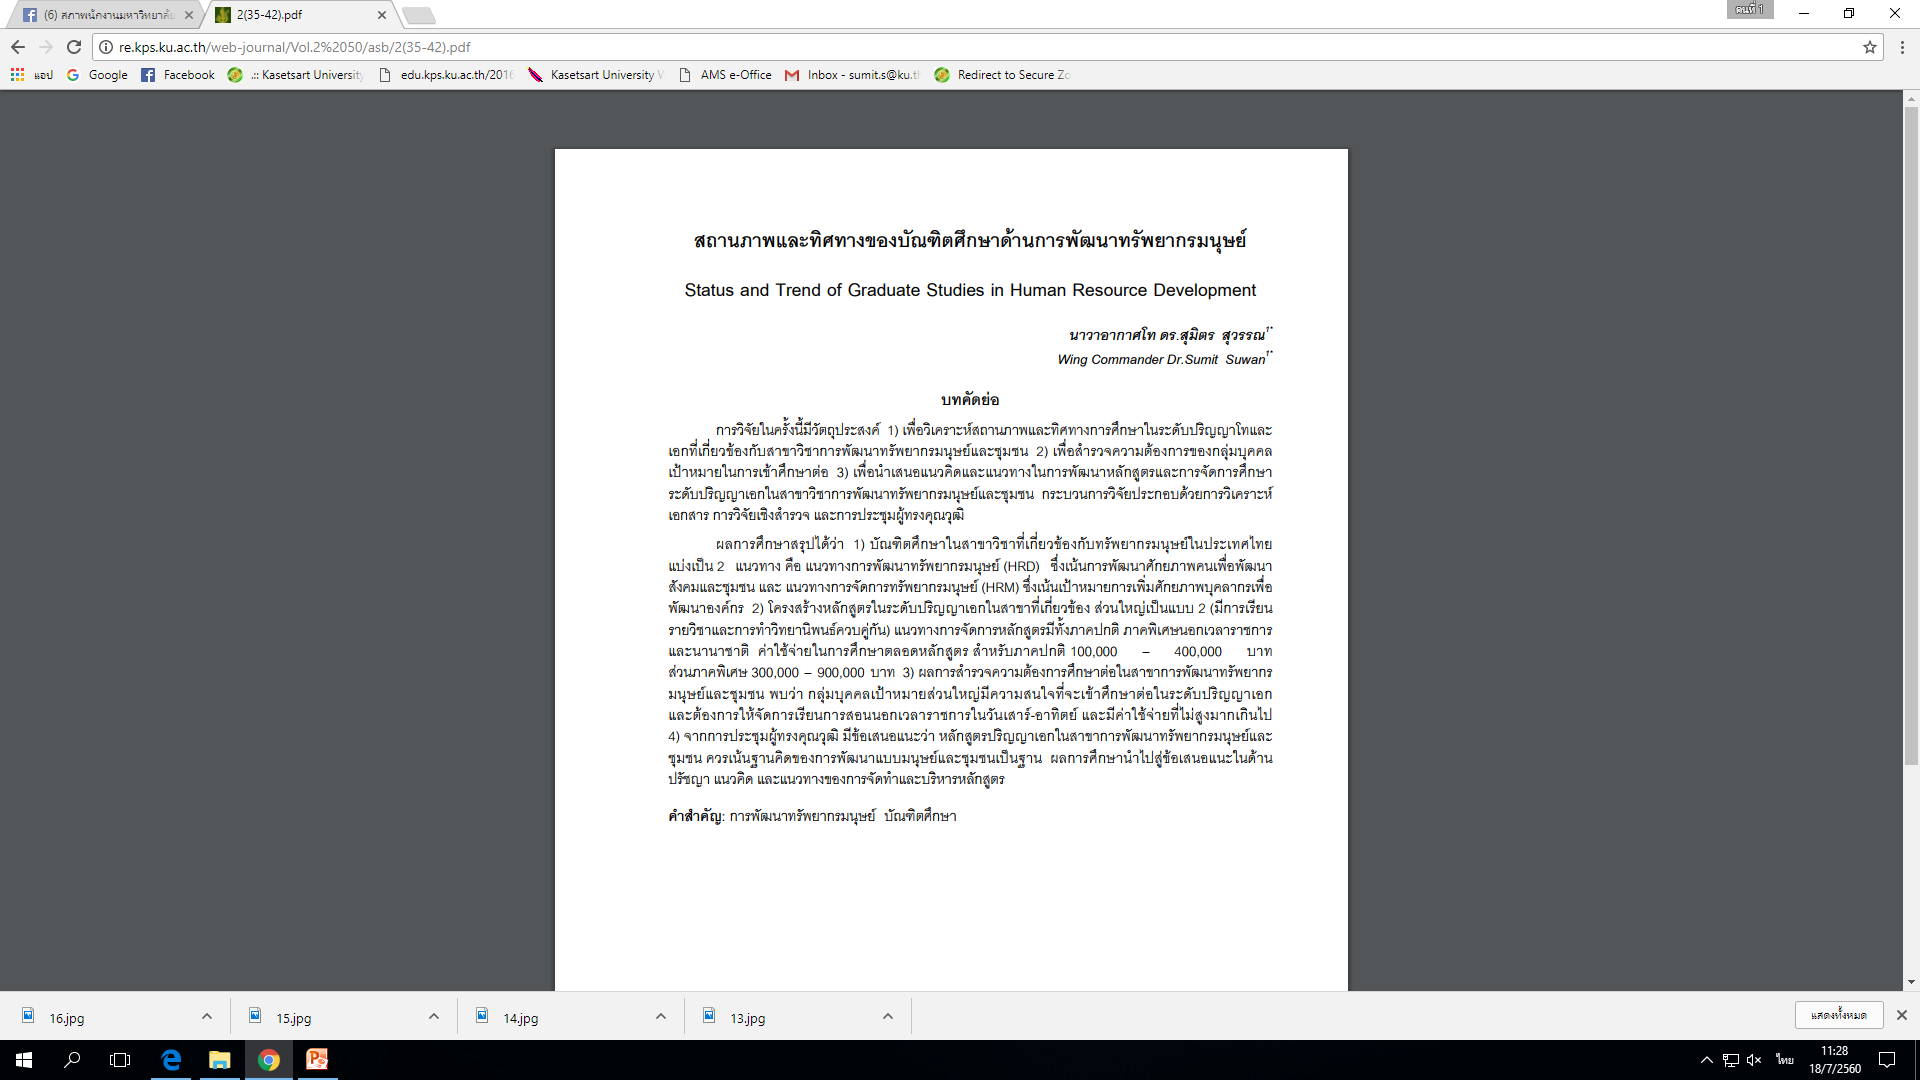 (6) สภาพนักงานมหาวิทยาลัย
2(35-42).pdf
คนที่ 1
re.kps.ku.ac.th/web-journal/Vol.2%2050/asb/2(35-42).pdf
แอป
Google
Facebook
.:: Kasetsart University
edu.kps.ku.ac.th/2016
Kasetsart University W
AMS e-Office
Inbox - sumit.s@ku.th
Redirect to Secure Zo
สถานภาพและทิศทางของบัณฑิตศึกษาด้านการพัฒนาทรัพยากรมนุษย์
Status and Trend of Graduate Studies in Human Resource Development
นาวาอากาศโท ดร.สุมิตร สุวรรณ1*
Wing Commander Dr.Sumit Suwan1*
บทคัดย่อ
การวิจัยในครั้งนี้มีวัตถุประสงค์ 1) เพื่อวิเคราะห์สถานภาพและทิศทางการศึกษาในระดับปริญญาโทและ
เอกที่เกี่ยวข้องกับสาขาวิชาการพัฒนาทรัพยากรมนุษย์และชุมชน 2) เพื่อสำรวจความต้องการของกลุ่มบุคคล
เป้าหมายในการเข้าศึกษาต่อ 3) เพื่อนำเสนอแนวคิดและแนวทางในการพัฒนาหลักสูตรและการจัดการศึกษา
ระดับปริญญาเอกในสาขาวิชาการพัฒนาทรัพยากรมนุษย์และชุมชน กระบวนการวิจัยประกอบด้วยการวิเคราะห์
เอกสาร การวิจัยเชิงสำรวจ และการประชุมผู้ทรงคุณวุฒิ
ผลการศึกษาสรุปได้ว่า 1) บัณฑิตศึกษาในสาขาวิชาที่เกี่ยวข้องกับทรัพยากรมนุษย์ในประเทศไทย
แบ่งเป็น 2 แนวทาง คือ แนวทางการพัฒนาทรัพยากรมนุษย์ (HRD) ซึ่งเน้นการพัฒนาศักยภาพคนเพื่อพัฒนา
สังคมและชุมชน และ แนวทางการจัดการทรัพยากรมนุษย์ (HRM) ซึ่งเน้นเป้าหมายการเพิ่มศักยภาพบุคลากรเพื่อ
พัฒนาองค์กร 2) โครงสร้างหลักสูตรในระดับปริญญาเอกในสาขาที่เกี่ยวข้อง ส่วนใหญ่เป็นแบบ 2 (มีการเรียน
รายวิชาและการทำวิทยานิพนธ์ควบคู่กัน) แนวทางการจัดการหลักสูตรมีทั้งภาคปกติ ภาคพิเศษนอกเวลาราชการ
และนานาชาติ ค่าใช้จ่ายในการศึกษาตลอดหลักสูตร สำหรับภาคปกติ 100,000 – 400,000 บาท
ส่วนภาคพิเศษ 300,000 – 900,000 บาท 3) ผลการสำรวจความต้องการศึกษาต่อในสาขาการพัฒนาทรัพยากร
มนุษย์และชุมชน พบว่า กลุ่มบุคคลเป้าหมายส่วนใหญ่มีความสนใจที่จะเข้าศึกษาต่อในระดับปริญญาเอก
และต้องการให้จัดการเรียนการสอนนอกเวลาราชการในวันเสาร์-อาทิตย์ และมีค่าใช้จ่ายที่ไม่สูงมากเกินไป
4) จากการประชุมผู้ทรงคุณวุฒิ มีข้อเสนอแนะว่า หลักสูตรปริญญาเอกในสาขาการพัฒนาทรัพยากรมนุษย์และ
ชุมชน ควรเน้นฐานคิดของการพัฒนาแบบมนุษย์และชุมชนเป็นฐาน ผลการศึกษานำไปสู่ข้อเสนอแนะในด้าน
ปรัชญา แนวคิด และแนวทางของการจัดทำและบริหารหลักสูตร
คำสำคัญ: การพัฒนาทรัพยากรมนุษย์ บัณฑิตศึกษา
16.jpg
15.jpg
14.jpg
13.jpg
แสดงทั้งหมด
ไทย
11:28
18/7/2560